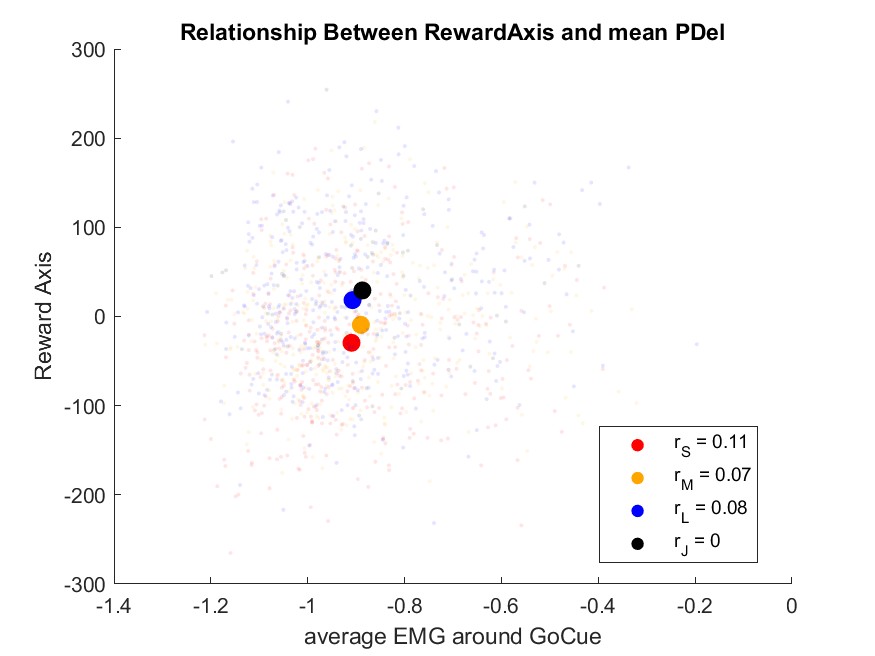 Relationship Between RewardAxis and mean PDel
300
200
100
0
-100
-200
-300
Reward Axis
-1.4 -1.2 -1 -0.8 -0.6 -0.4 -0.2 0
average EMG around GoCue
r_S = 0.11
r_M = 0.07
r_L = 0.08
r_J = 0